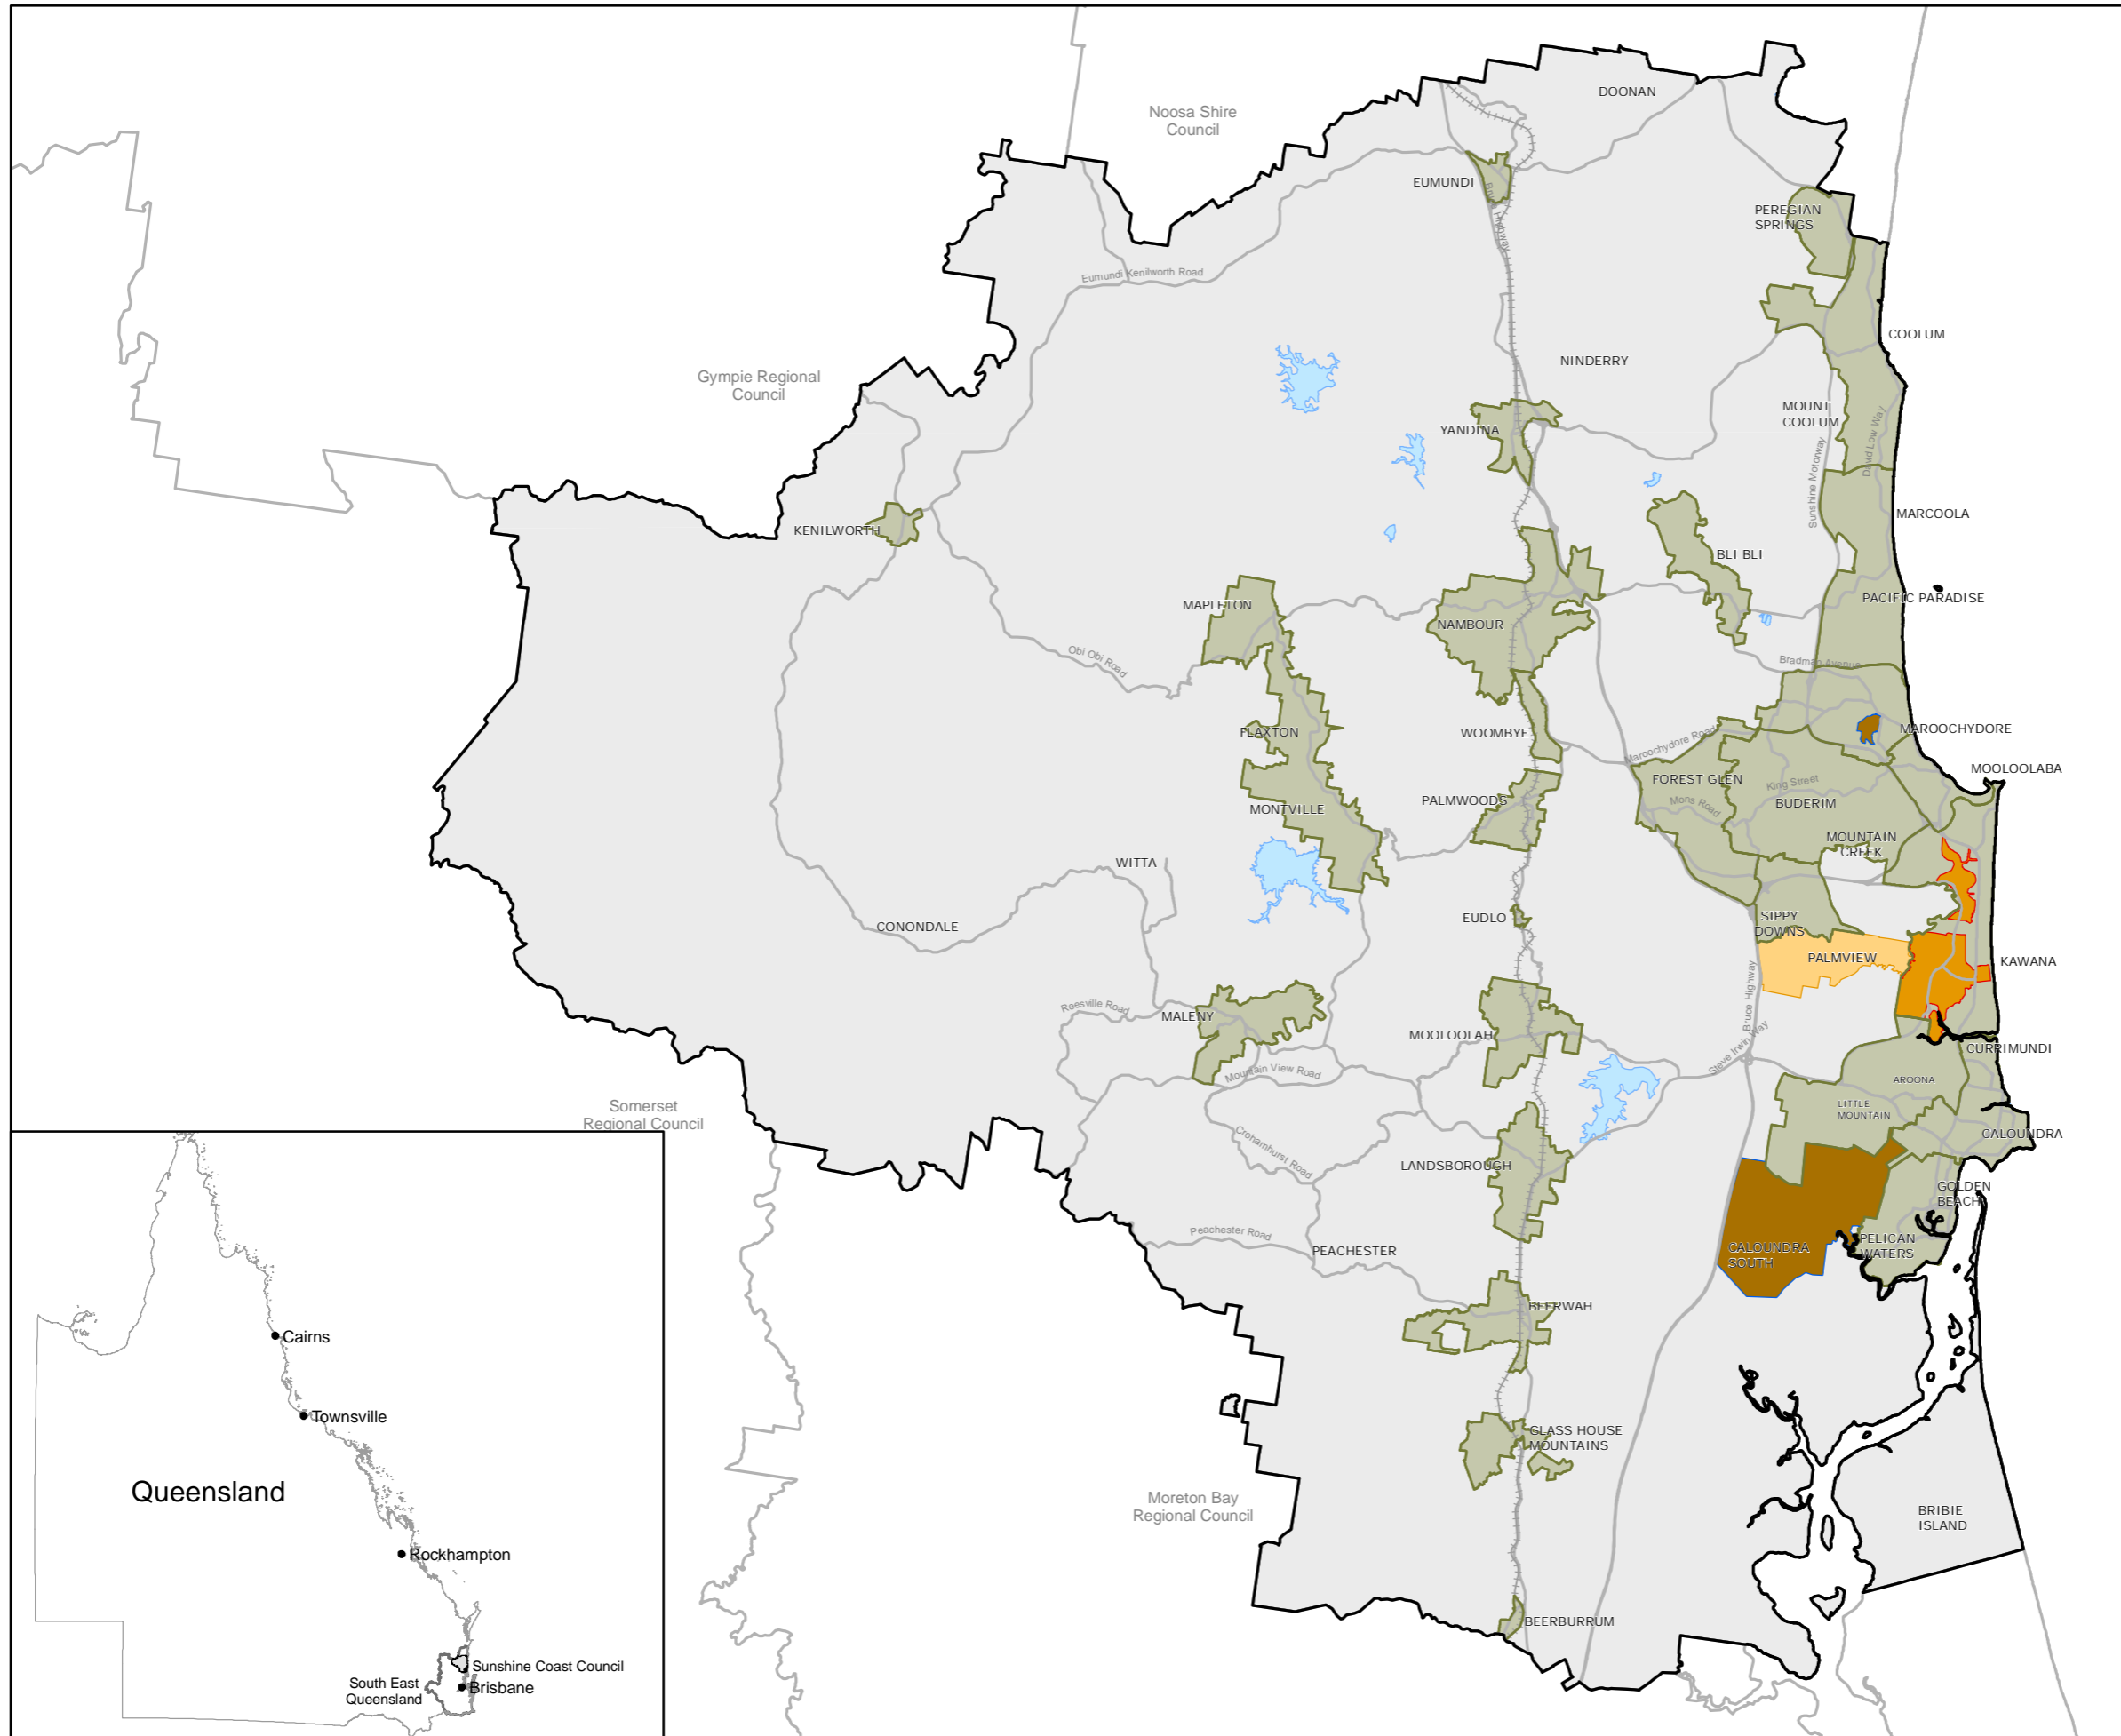 DOONAN
Noosa Shire
Council
EUMUNDI
Bruce Highway
PEREGIAN
SPRINGS
Eumundi Kenilworth Road
COOLUM
NINDERRY
Gympie Regional
Council
MOUNT
COOLUM
David Low Way
YANDINA
Sunshine Motorway
MARCOOLA
KENILWORTH
BLI BLI
MAPLETON
PACIFIC PARADISE
NAMBOUR
Obi Obi Road
Bradman Avenue
FLAXTON
WOOMBYE
Maroochydore Road
MAROOCHYDORE
MOOLOOLABA
FOREST GLEN
King Street
Mons Road
BUDERIM
PALMWOODS
MONTVILLE
MOUNTAIN
CREEK
WITTA
EUDLO
SIPPY
DOWNS
CONONDALE
PALMVIEW
KAWANA
Bruce Highway
Reesville Road
MALENY
MOOLOOLAH
Steve Irwin Way
CURRIMUNDI
Mountain View Road
AROONA
Somerset
Regional Council
LITTLE
MOUNTAIN
Crohamhurst Road
CALOUNDRA
LANDSBOROUGH
GOLDEN
BEACH
Peachester Road
PEACHESTER
CALOUNDRA
SOUTH
PELICAN
WATERS
BEERWAH
Cairns
Townsville
GLASS HOUSE
MOUNTAINS
Queensland
Moreton Bay
Regional Council
BRIBIE
ISLAND
Rockhampton
BEERBURRUM
Sunshine Coast Council
South East
Queensland
Brisbane